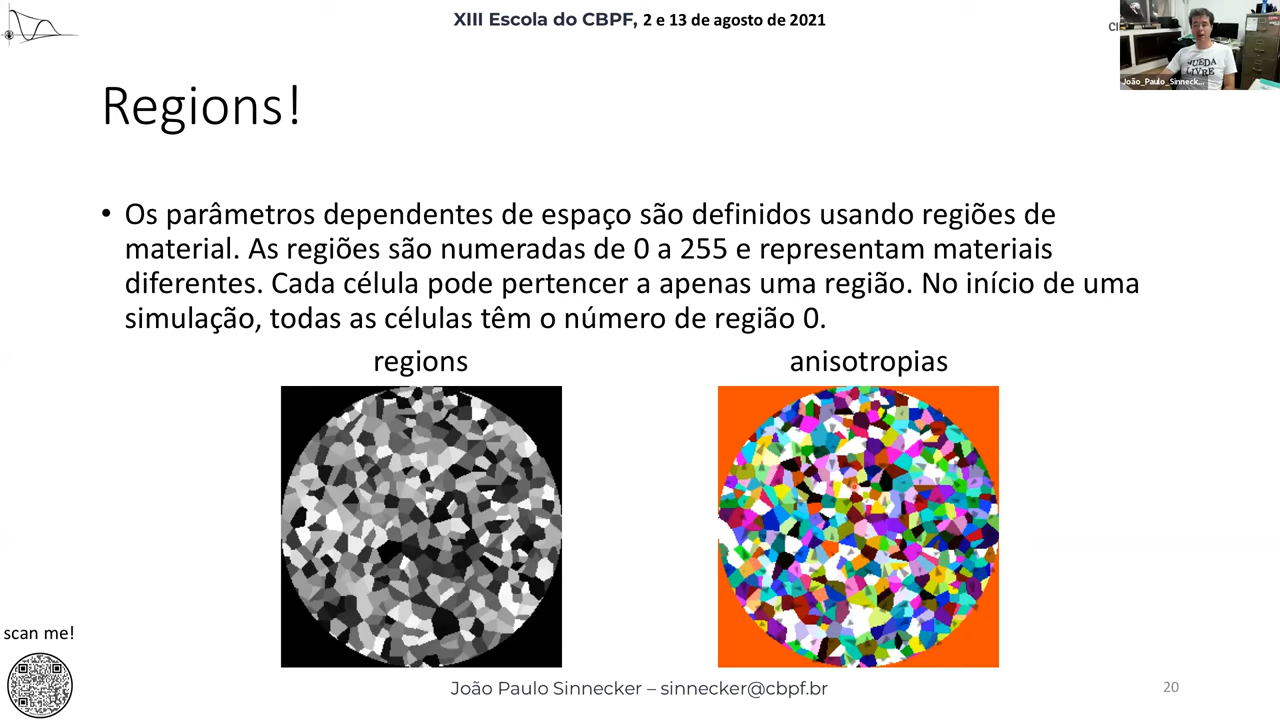 XIII Escola do CBPF, 2 e 13 de agosto de 2021
QUEDA
LIVRE
João_Paulo_Sinneck...
Regions!
• Os parâmetros dependentes de espaço são definidos usando regiões de
material. As regiões são numeradas de 0 a 255 e representam materiais
diferentes. Cada célula pode pertencer a apenas uma região. No início de uma
simulação, todas as células têm o número de região 0.
regions
anisotropias
scan me!
João Paulo Sinnecker – sinnecker@cbpf.br
20